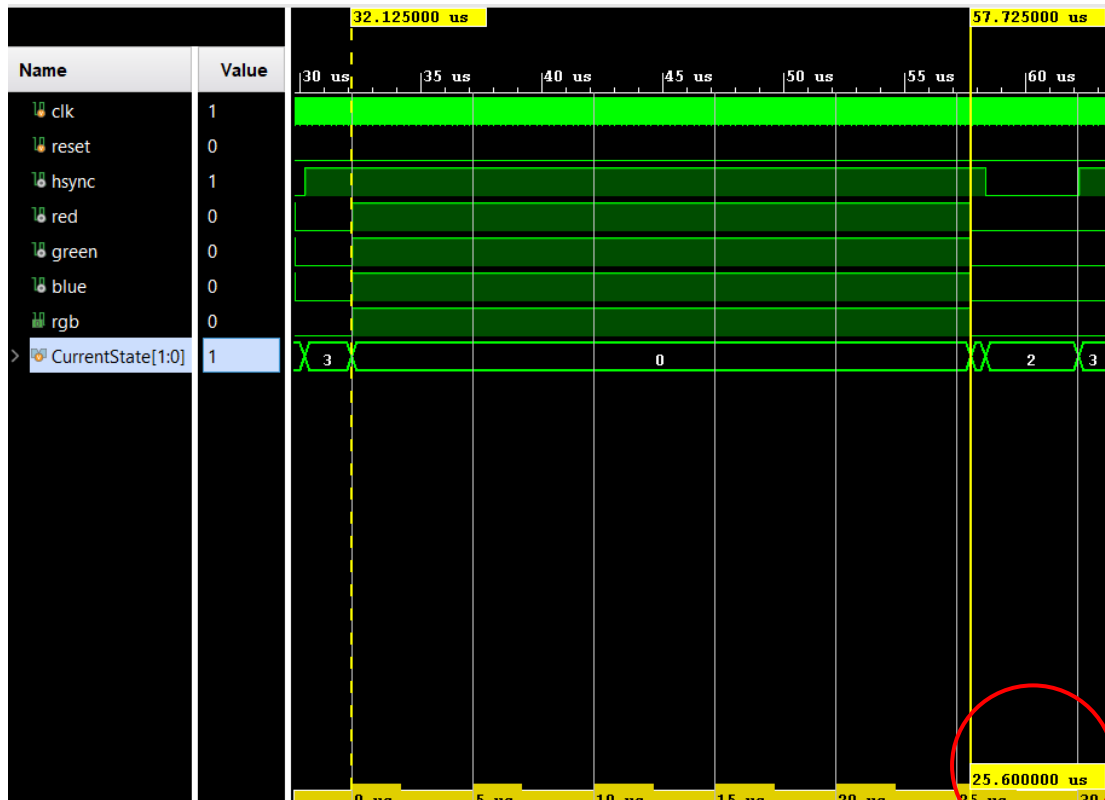 32.125000 us 57.725000 us
Name Value
30 us 35 us 40 us 45 us 50 us 55 us 60 us
clk 1
reset 0
hsync 1
red 0
green 0
blue 0
rgb 0
CurrentState[1:0] 1 3 0 2 3
25.600000 us
0 us 5 us 10 us 15 us 20 us 25 us 30